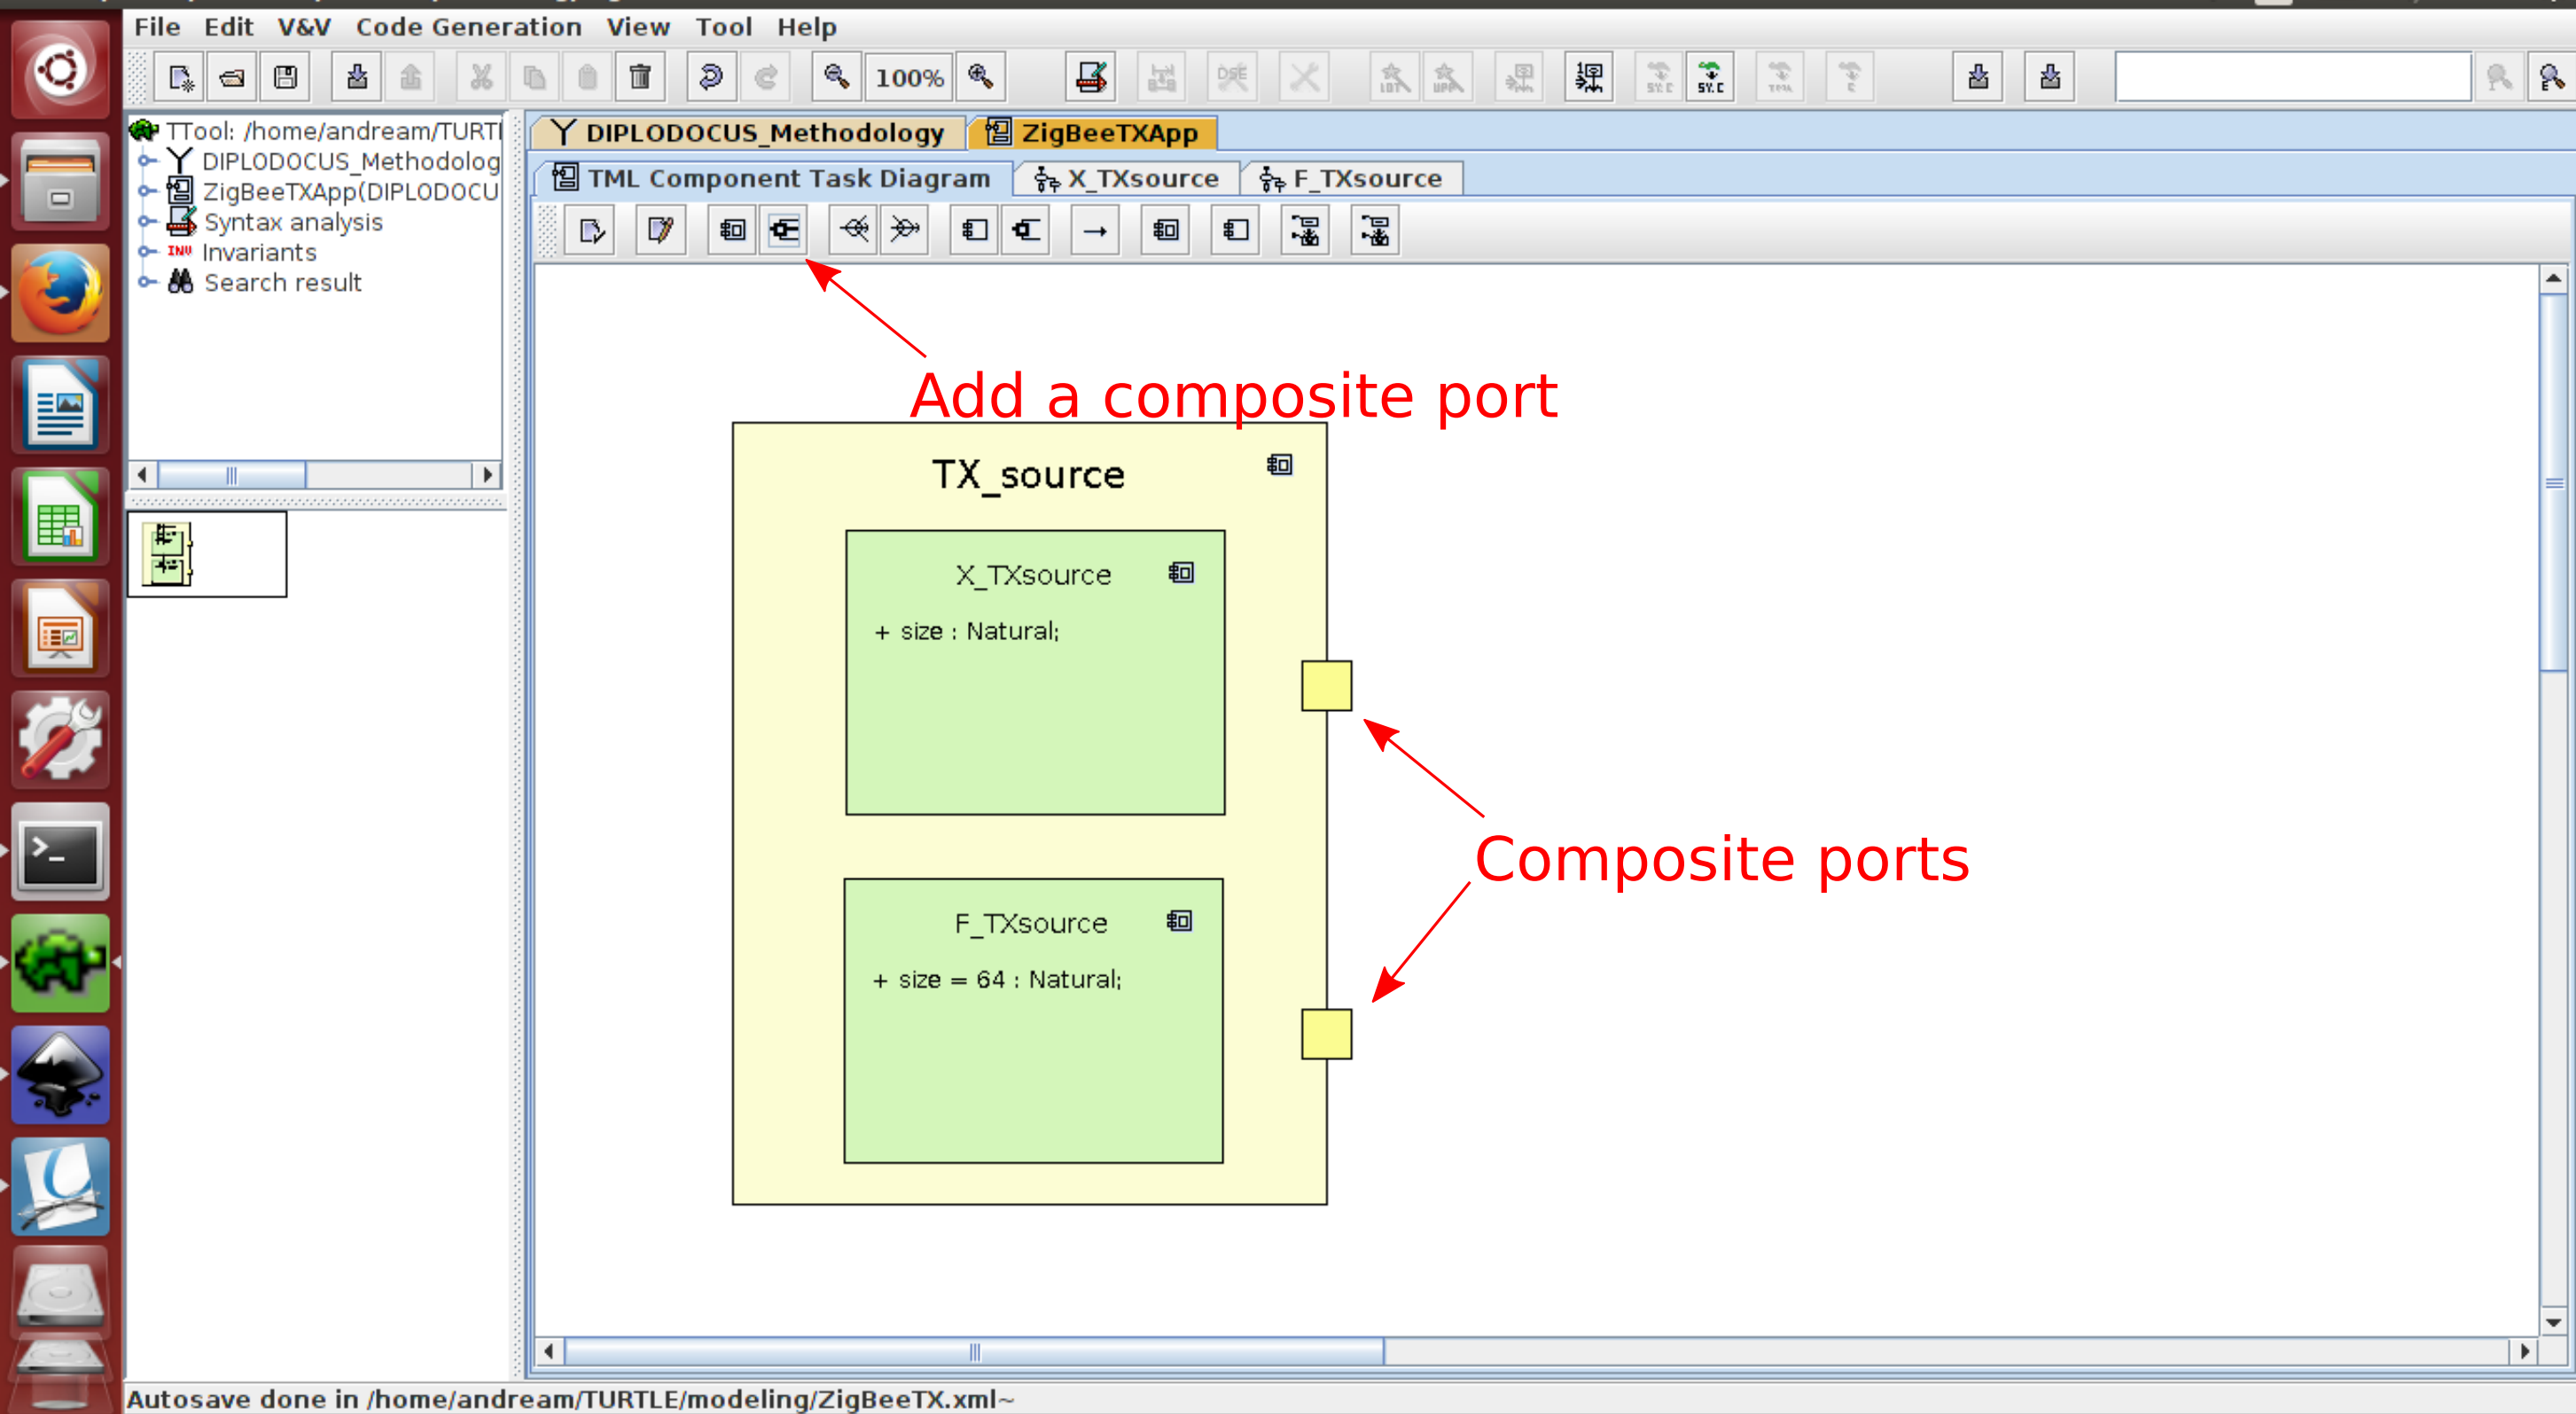 File Edit V&V Code Generation View Tool Help
100%
TTool: /home/andream/TURTL
DIPLODOCUS_Methodolog
ZigBeeTXApp(DIPLODOCU
Syntax analysis
INV Invariants
Search result
DIPLODOCUS_Methodology ZigBeeTXApp
TML Component Task Diagram X_TXsource F_TXsource
Add a composite port
TX_source
X_TXsource
+ size : Natural;
Composite ports
F_TXsource
+ size = 64 : Natural;
Autosave done in /home/andream/TURTLE/modeling/ZigBeeTX.xml~